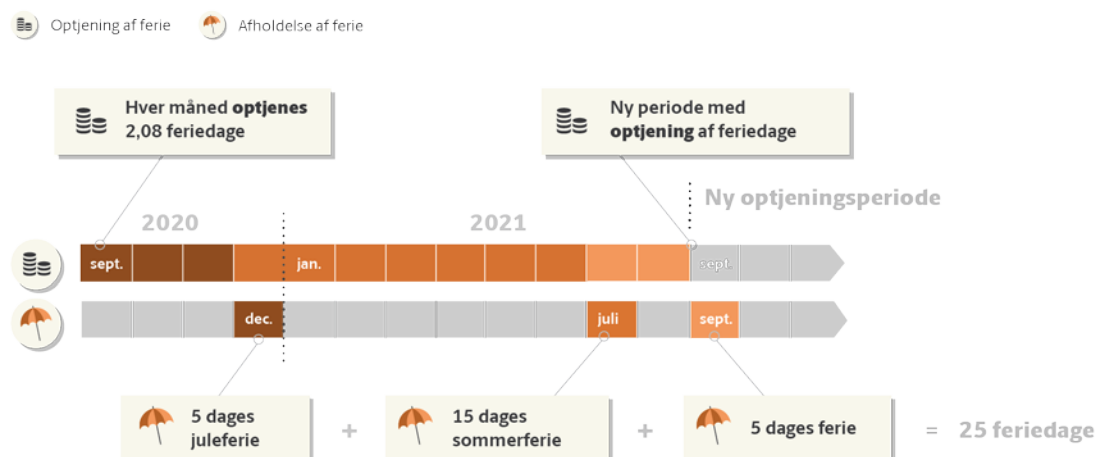 Optjening af ferie
Afholdelse af ferie
Hver måned optjenes
2,08 feriedage
Ny periode med
optjening af feriedage
Ny optjeningsperiode
2020
2021
sept.
jan.
sept.
dec.
juli
sept.
5 dages
juleferie
+
15 dages
sommerferie
+
5 dages ferie
= 25 feriedage